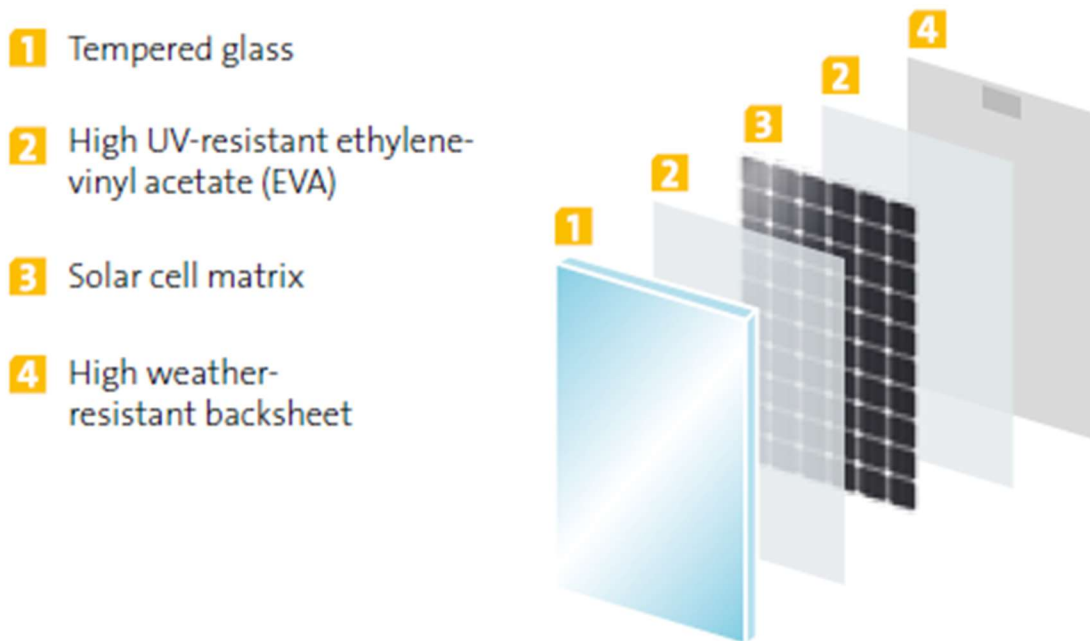 1 Tempered glass
2 High UV-resistant ethylene-
vinyl acetate (EVA)
3 Solar cell matrix
4 High weather-
resistant backsheet
4
2
3
2
1